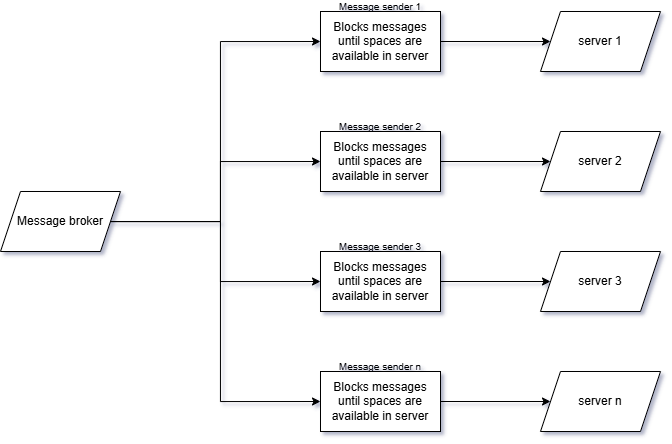 Message sender 1
Blocks messages
until spaces are
available in server
server 1
Message sender 2
Blocks messages
until spaces are
available in server
server 2
Message broker
Message sender 3
Blocks messages
until spaces are
available in server
server 3
Message sender n
Blocks messages
until spaces are
available in server
server n